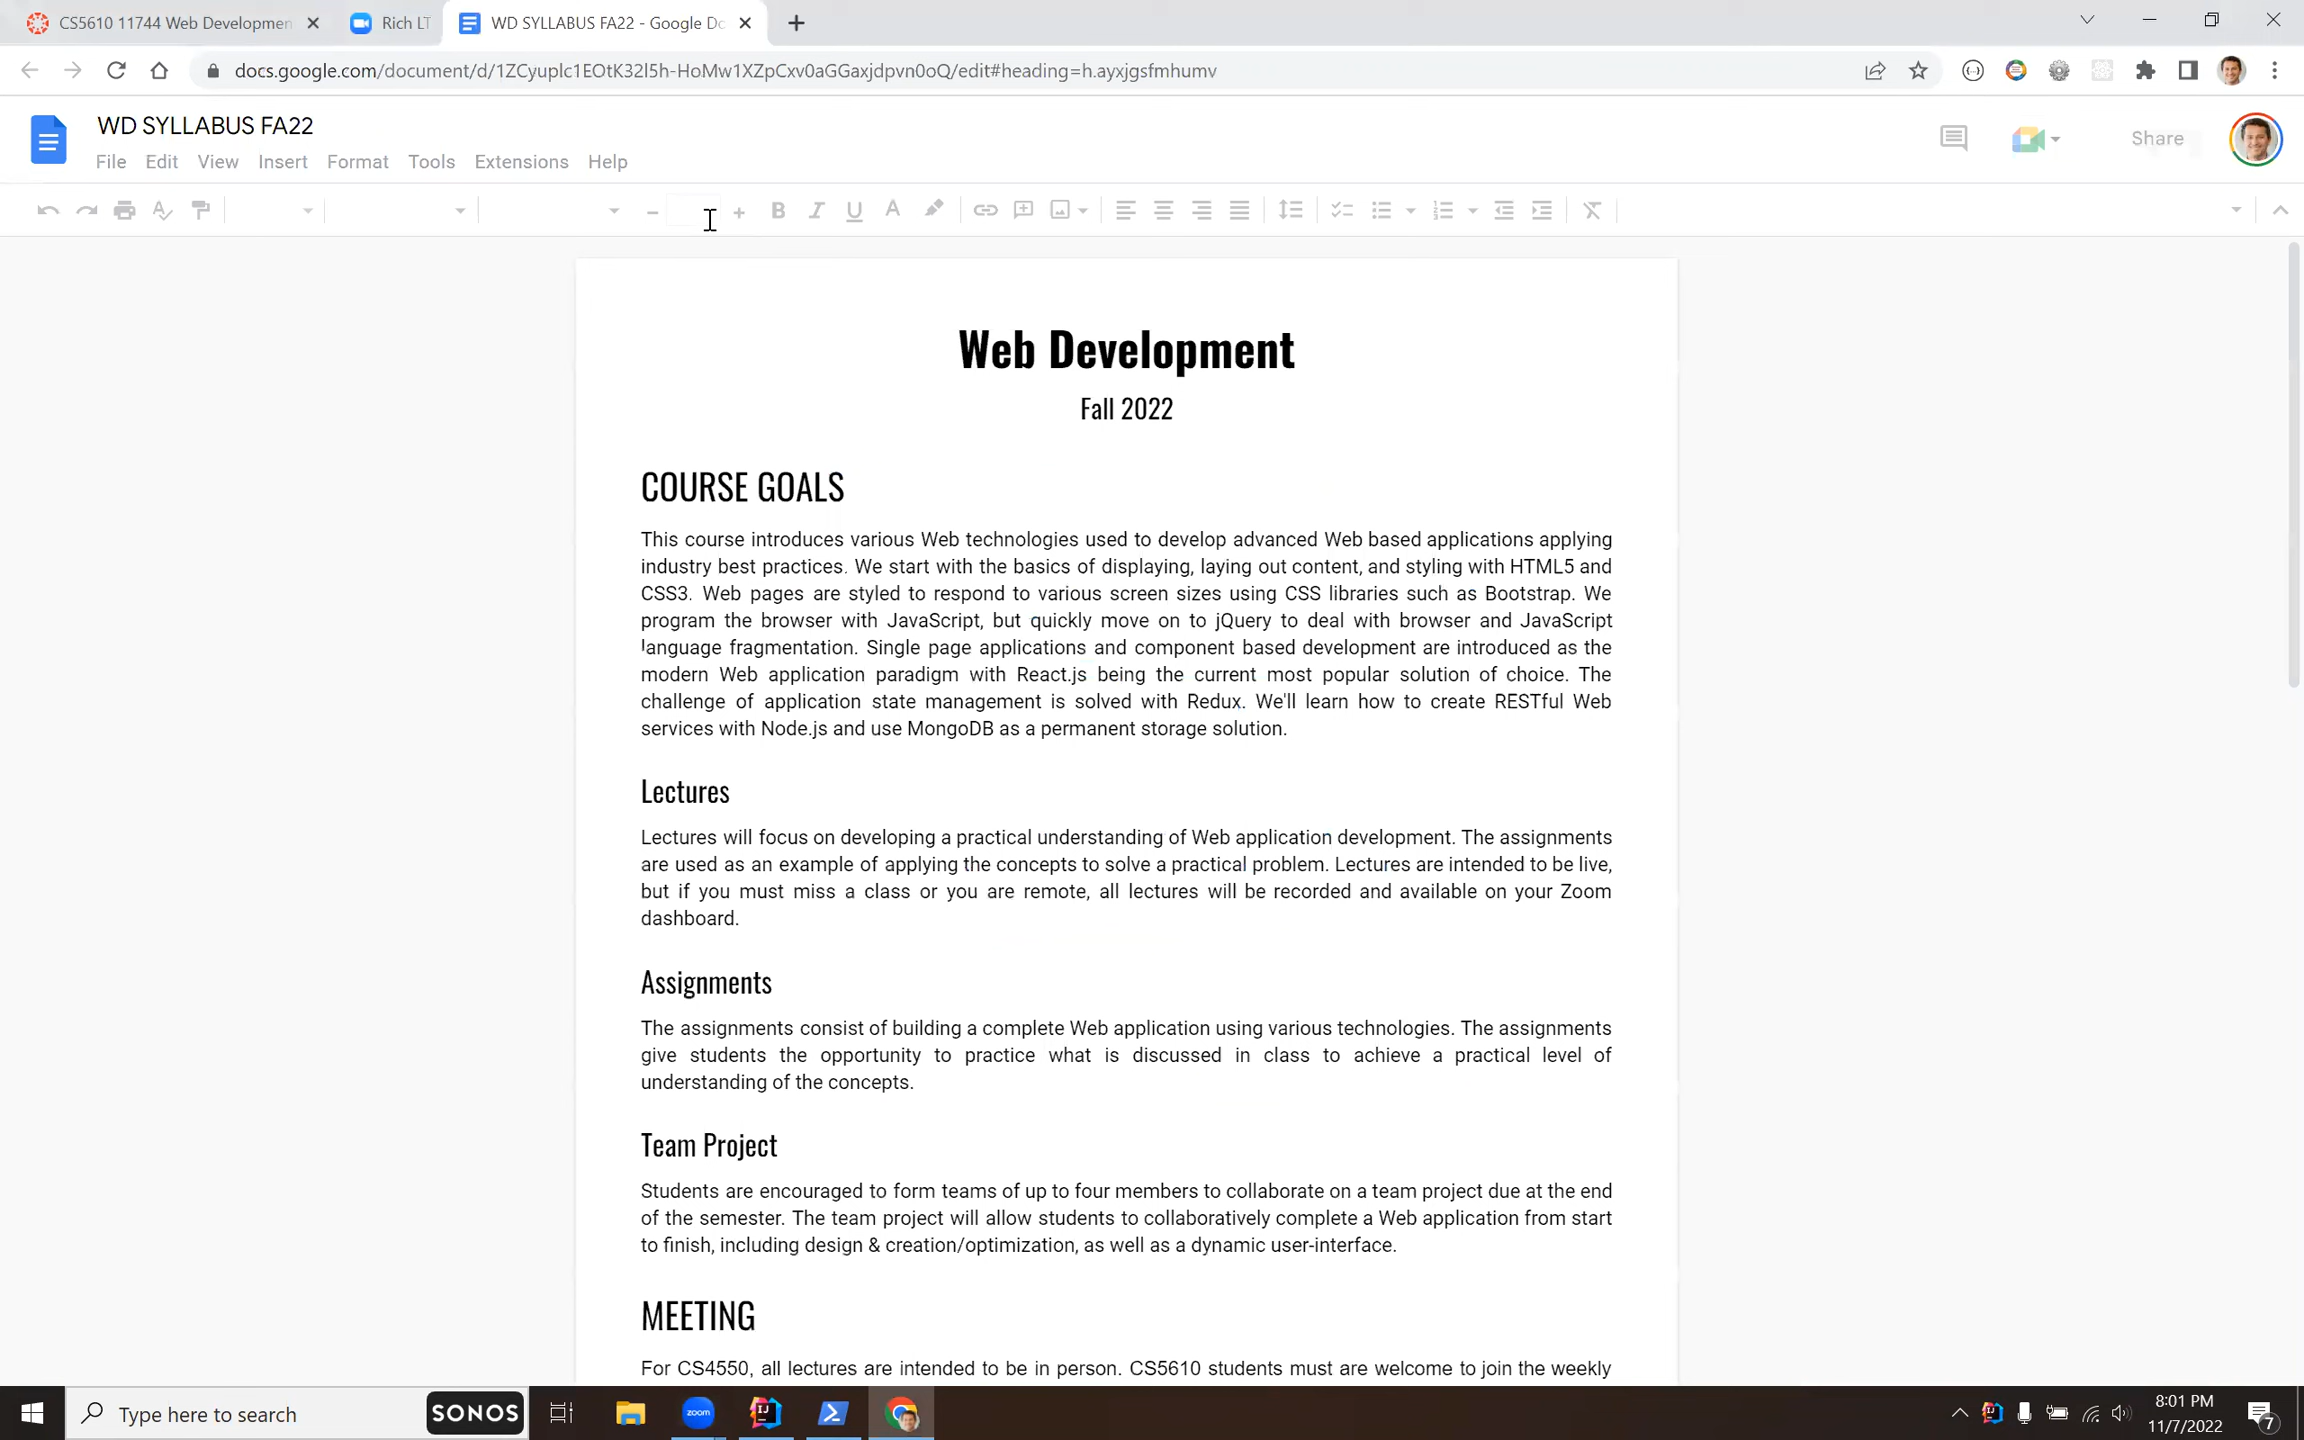 CS5610 11744 Web Developmen
Rich LT
WD SYLLABUS FA22 - Google Do
docs.google.com/document/d/1ZCyuplc1EOtK32l5h-HoMw1XZpCxv0aGGaxjdpvn0oQ/edit#heading=h.ayxjgsfmhumv
WD SYLLABUS FA22
File Edit View Insert Format Tools Extensions Help
Share
Web Development
Fall 2022
COURSE GOALS
This course introduces various Web technologies used to develop advanced Web based applications applying
industry best practices. We start with the basics of displaying, laying out content, and styling with HTML5 and
CSS3. Web pages are styled to respond to various screen sizes using CSS libraries such as Bootstrap. We
program the browser with JavaScript, but quickly move on to jQuery to deal with browser and JavaScript
language fragmentation. Single page applications and component based development are introduced as the
modern Web application paradigm with React.js being the current most popular solution of choice. The
challenge of application state management is solved with Redux. We'll learn how to create RESTful Web
services with Node.js and use MongoDB as a permanent storage solution.
Lectures
Lectures will focus on developing a practical understanding of Web application development. The assignments
are used as an example of applying the concepts to solve a practical problem. Lectures are intended to be live,
but if you must miss a class or you are remote, all lectures will be recorded and available on your Zoom
dashboard.
Assignments
The assignments consist of building a complete Web application using various technologies. The assignments
give students the opportunity to practice what is discussed in class to achieve a practical level of
understanding of the concepts.
Team Project
Students are encouraged to form teams of up to four members to collaborate on a team project due at the end
of the semester. The team project will allow students to collaboratively complete a Web application from start
to finish, including design & creation/optimization, as well as a dynamic user-interface.
MEETING
For CS4550, all lectures are intended to be in person. CS5610 students must are welcome to join the weekly
Type here to search
SONOS
zoom
8:01 PM
11/7/2022
7